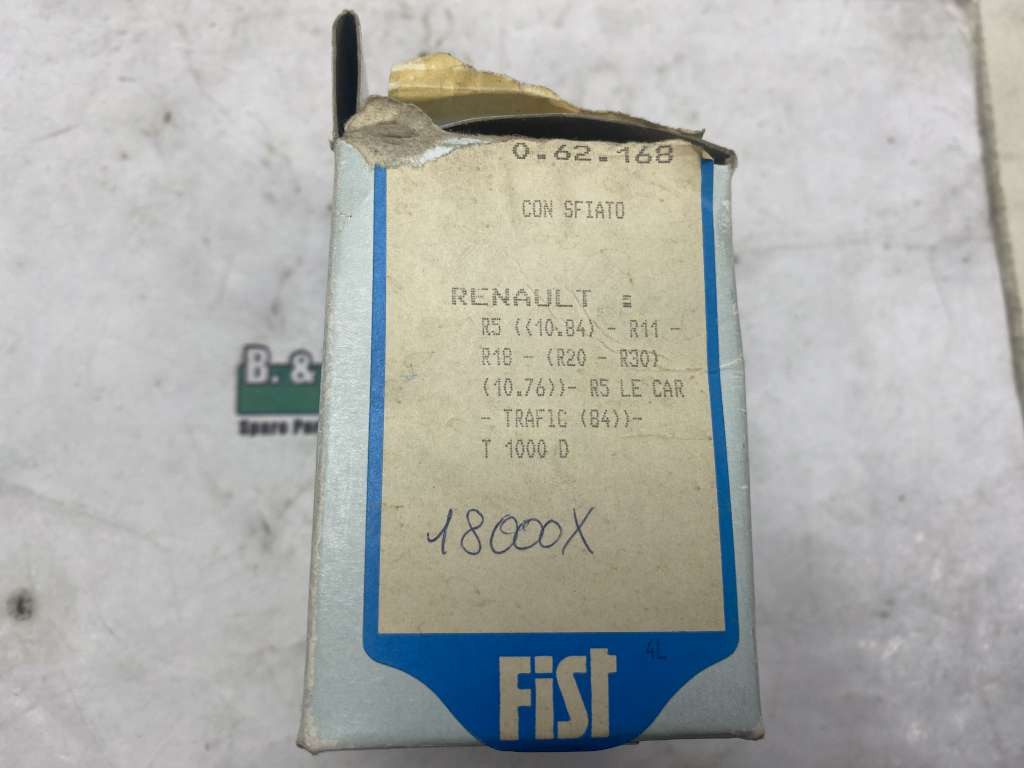 0.62.168
CON SFIATO
RENAULT :
R5 ((10.84) - R11 -
R18 - (R20 - R30)
(10.76))- R5 LE CAR
- TRAFIC (84))-
T 1000 D
18000X
4L
FiSt
B. &
Spare Par